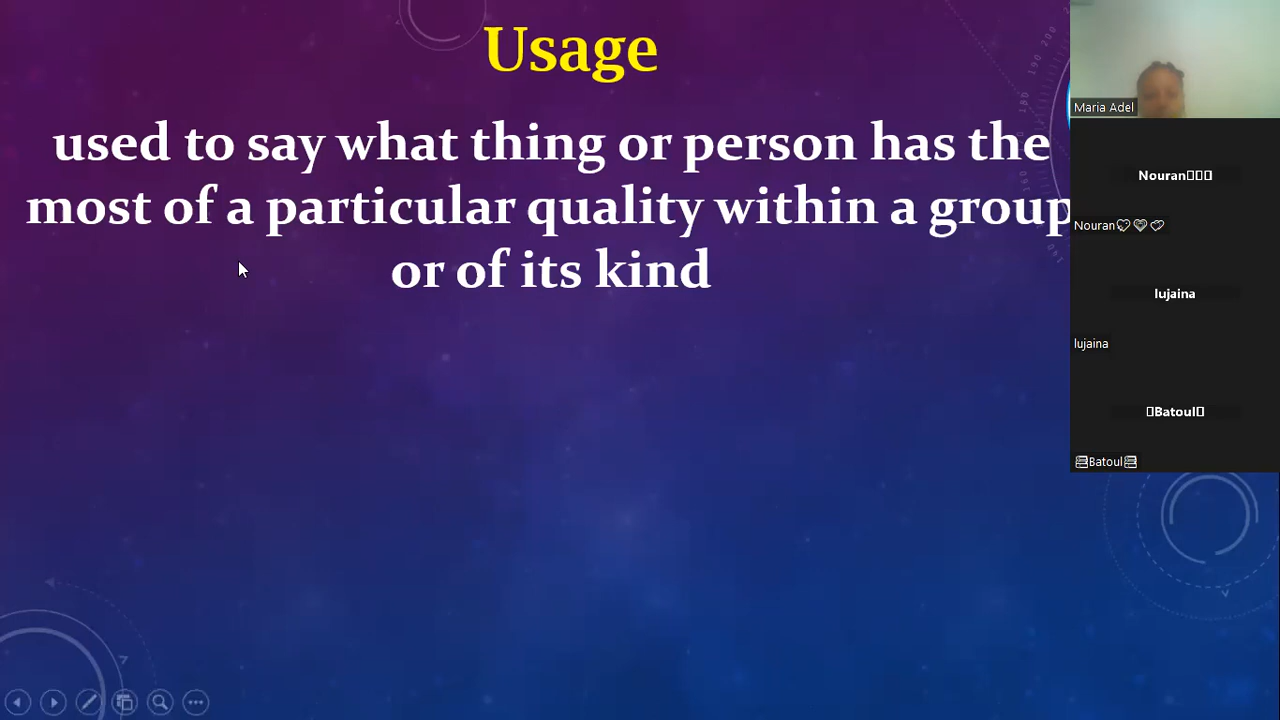 Usage
used to say what thing or person has the
most of a particular quality within a group
or of its kind
Maria Adel
Nouran
Nouran
lujaina
lujaina
Batoul
Batoul